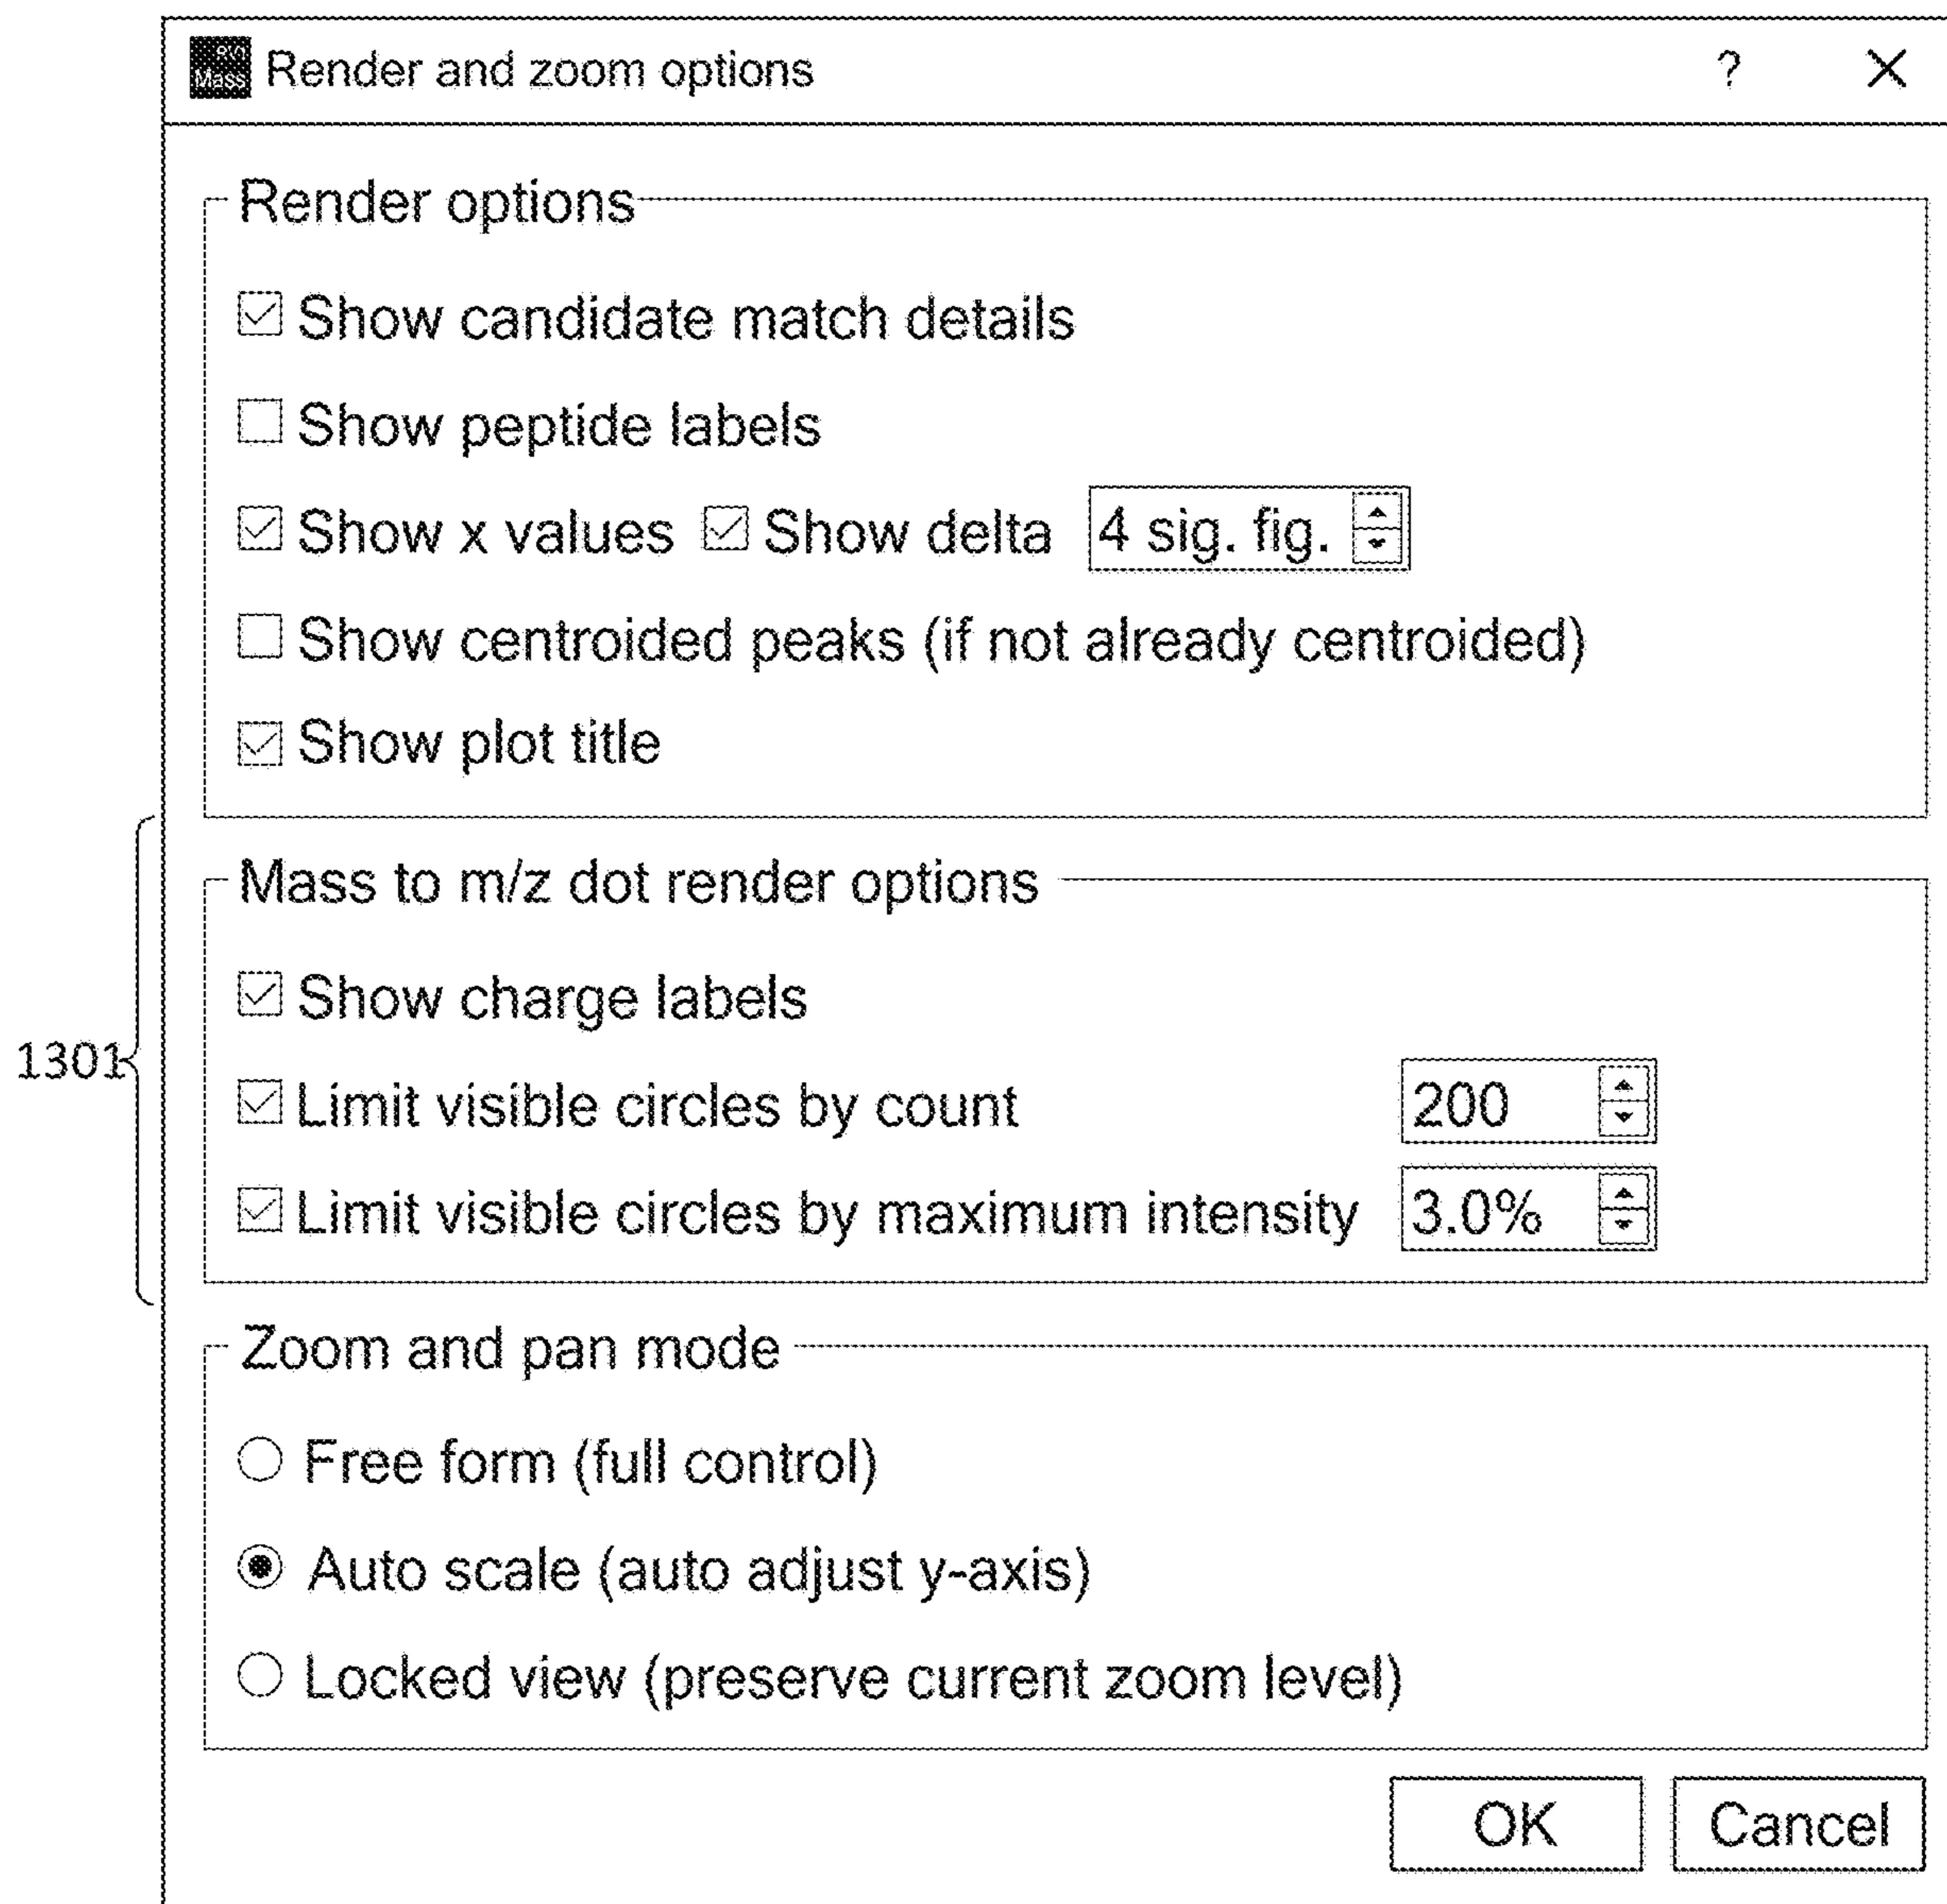 Mass Render and zoom options ? X
Render options
Show candidate match details
Show peptide labels
Show x values Show delta 4 sig. fig.
Show centroided peaks (if not already centroided)
Show plot title
Mass to m/z dot render options
Show charge labels
1301
Limit visible circles by count 200
Limit visible circles by maximum intensity 3.0%
Zoom and pan mode
Free form (full control)
Auto scale (auto adjust y-axis)
Locked view (preserve current zoom level)
OK Cancel